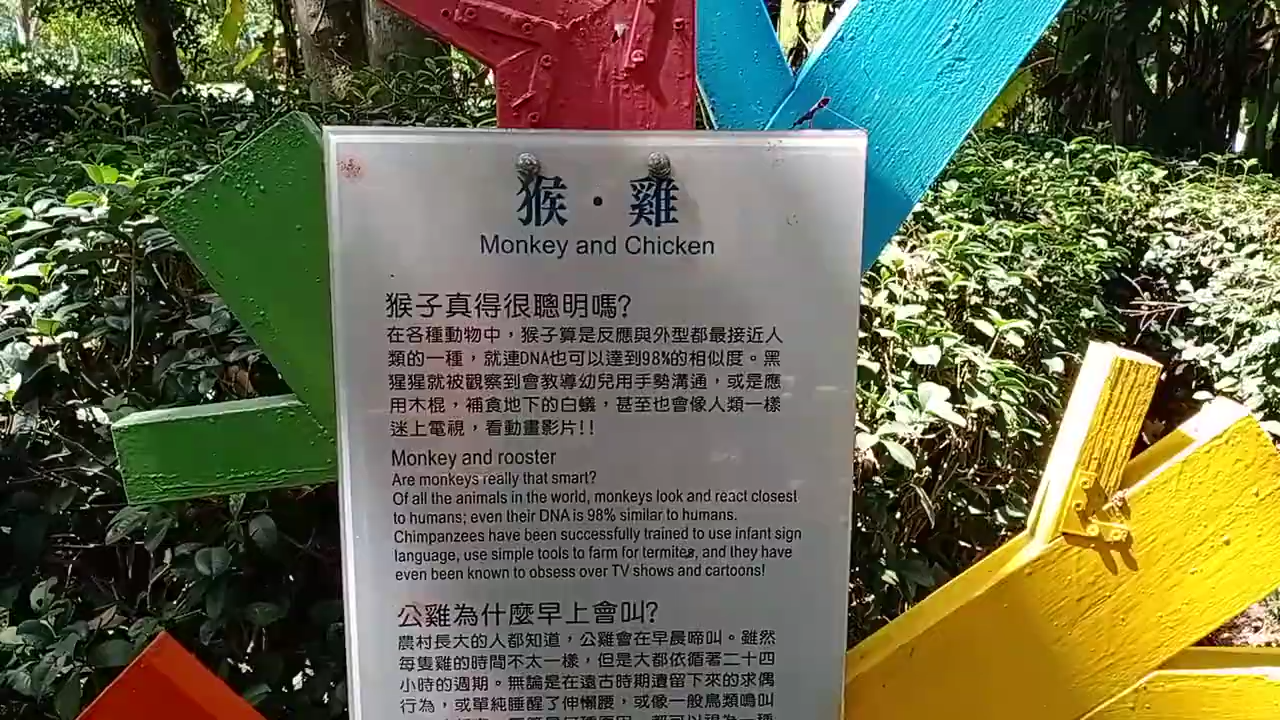 猴・雞
Monkey and Chicken
猴子真得很聰明嗎?
在各種動物中，猴子算是反應與外型都最接近人
類的一種，就連DNA也可以達到98%的相似度。黑
猩猩就被觀察到會教導幼兒用手勢溝通，或是應
用木棍，補食地下的白蟻，甚至也會像人類一樣
迷上電視，看動畫影片!!
Monkey and rooster
Are monkeys really that smart?
Of all the animals in the world, monkeys look and react closest
to humans; even their DNA is 98% similar to humans.
Chimpanzees have been successfully trained to use infant sign
language, use simple tools to farm for termites, and they have
even been known to obsess over TV shows and cartoons!
公雞為什麼早上會叫?
農村長大的人都知道，公雞會在早晨啼叫。雖然
每隻雞的時間不太一樣，但是大都依循著二十四
小時的週期。無論是在遠古時期遺留下來的求偶
行為，或單純睡醒了伸懶腰，或像一般鳥類鳴叫